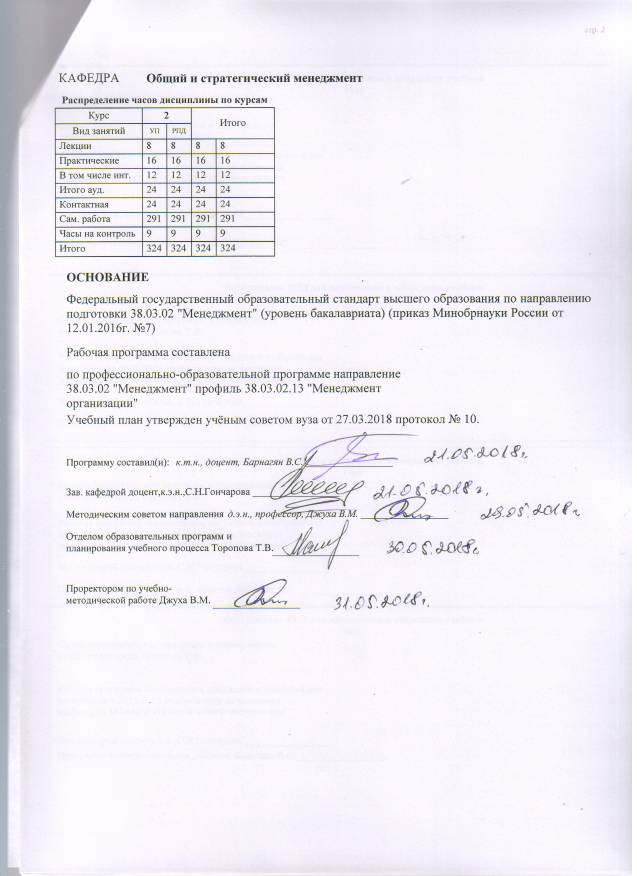 стр. 2
КАФЕДРА Общий и стратегический менеджмент
Распределение часов дисциплины по курсам
Курс 2 Итого
Вид занятий УП РПД
Лекции 8 8 8 8
Практические 16 16 16 16
В том числе инт. 12 12 12 12
Итого ауд. 24 24 24 24
Контактная 24 24 24 24
Сам. работа 291 291 291 291
Часы на контроль 9 9 9 9
Итого 324 324 324 324
ОСНОВАНИЕ
Федеральный государственный образовательный стандарт высшего образования по направлению
подготовки 38.03.02 "Менеджмент" (уровень бакалавриата) (приказ Минобрнауки России от
12.01.2016г. №7)
Рабочая программа составлена
по профессионально-образовательной программе направление
38.03.02 "Менеджмент" профиль 38.03.02.13 "Менеджмент
организации"
Учебный план утвержден учёным советом вуза от 27.03.2018 протокол № 10.
Программу составил(и): к.т.н., доцент, Барнагян В.С. 21.05.2018г.
Зав. кафедрой доцент,к.э.н.,С.Н.Гончарова 21.05.2018 г.
Методическим советом направления д.э.н., профессор, Джуха В.М. 29.05.2018 г
Отделом образовательных программ и
планирования учебного процесса Торопова Т.В. 30.05.2018г
Проректором по учебно-
методической работе Джуха В.М. 31.05.2018г.